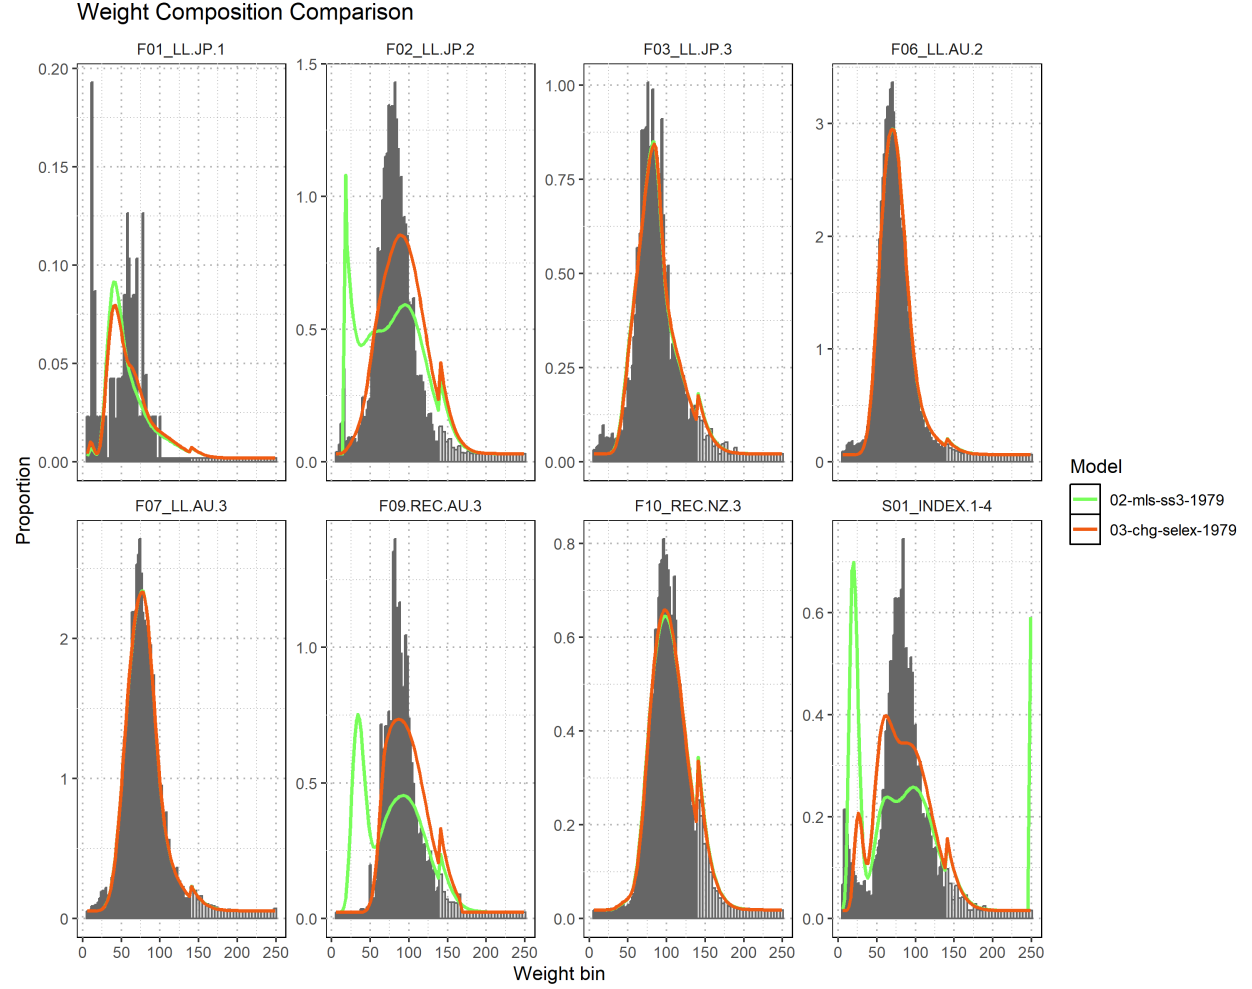 Weight Composition Comparison
F01_LL.JP.1 F02_LL.JP.2 F03_LL.JP.3 F06_LL.AU.2
0.20 1.5 1.00 3
0.15 1.0 0.75 2
0.10 0.5 0.50 1
0.05 0.0 0.25 0
0.00 0.00
Proportion
F07_LL.AU.3 F09.REC.AU.3 F10_REC.NZ.3 S01_INDEX.1-4
2 1.0 0.8 0.6
1 0.5 0.6 0.4
0 0.0 0.4 0.2
0.2 0.0
0.0
0 50 100 150 200 250 0 50 100 150 200 250 0 50 100 150 200 250 0 50 100 150 200 250
Weight bin
Model
02-mls-ss3-1979
03-chg-selex-1979